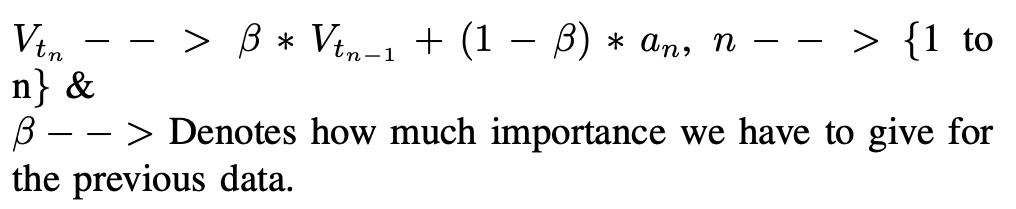 V_{t_n} − − > β ∗ V_{t_{n−1}} + (1 − β) ∗ a_n, n − − > {1 to
n} &
β − − > Denotes how much importance we have to give for
the previous data.